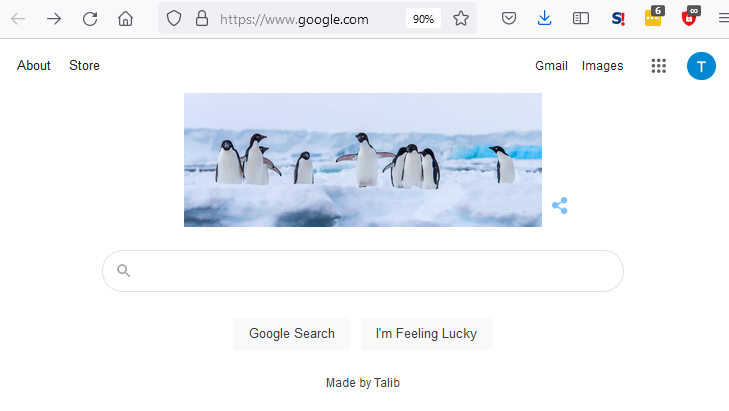 https://www.google.com 90% S! 6 ∞
About Store Gmail Images T
Google Search I'm Feeling Lucky
Made by Talib